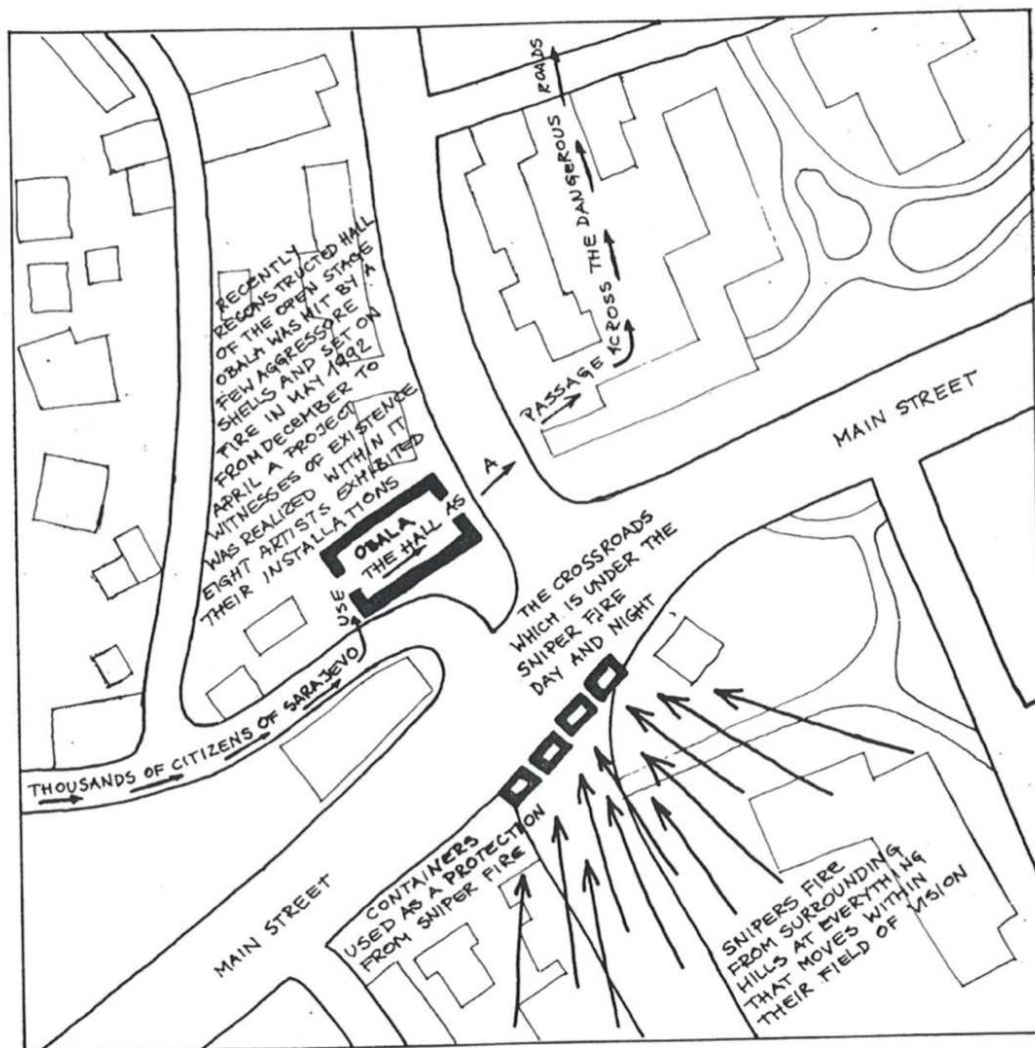 RECENTLY
RECONSTRUCTED HALL
OF THE OPEN STAGE
OBALA WAS HIT BY A
FEW AGGRESSORE
SHELLS AND SET ON
FIRE IN MAY 1992
FROM DECEMBER TO
APRIL A PROJECT
WITNESSES OF EXISTENCE
WAS REALIZED WITHIN IT
EIGHT ARTISTS EXHIBITED
THEIR INSTALLATIONS
THOUSANDS OF CITIZENS OF SARAJEVO
USE
OBALA
THE HALL AS
A
PASSAGE ACROSS THE DANGEROUS ROADS
MAIN STREET
THE CROSSROADS
WHICH IS UNDER THE
SNIPER FIRE
DAY AND NIGHT
CONTAINERS
USED AS A PROTECTION
FROM SNIPER FIRE
MAIN STREET
SNIPERS FIRE
FROM SURROUNDING
HILLS AT EVERYTHING
THAT MOVES WITHIN
THEIR FIELD OF VISION